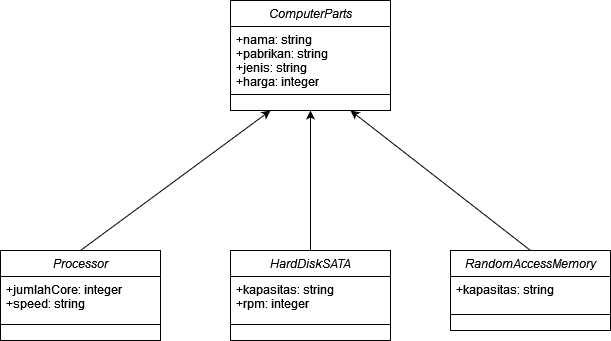 ComputerParts
+nama: string
+pabrikan: string
+jenis: string
+harga: integer
Processor
+jumlahCore: integer
+speed: string
HardDiskSATA
+kapasitas: string
+rpm: integer
RandomAccessMemory
+kapasitas: string